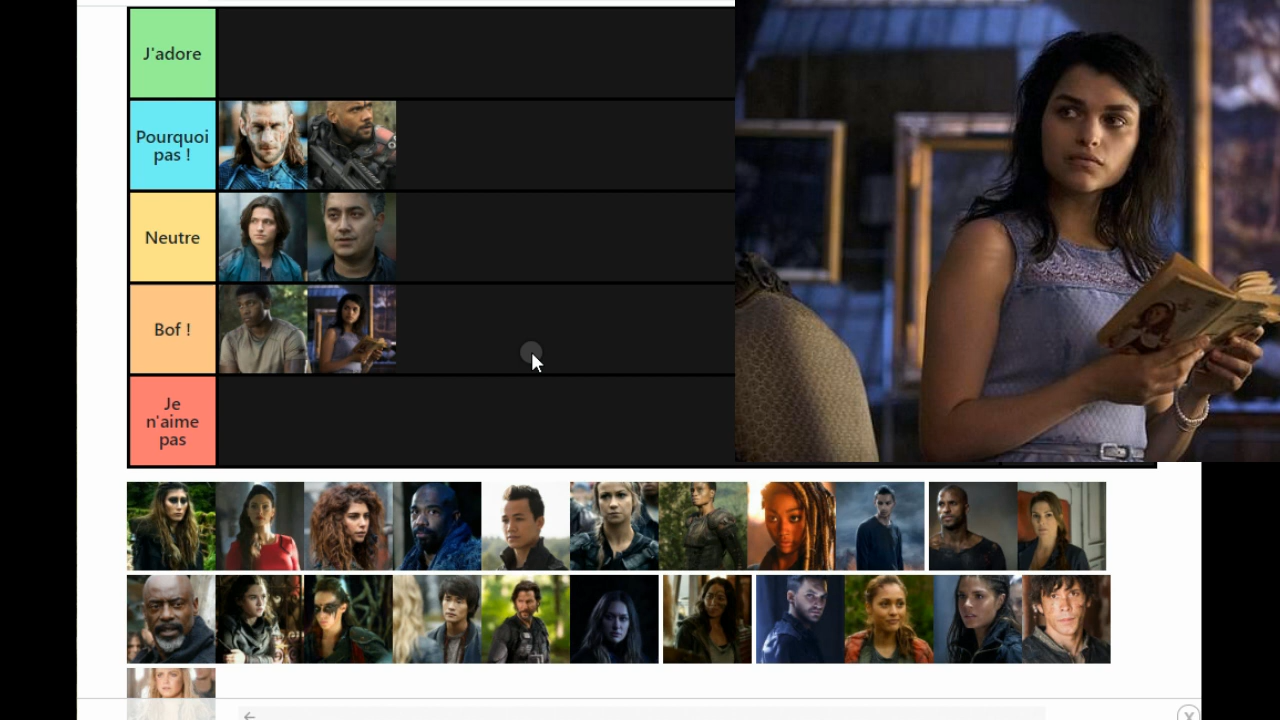 J'adore
Pourquoi
pas !
Neutre
Bof !
Je
n'aime
pas